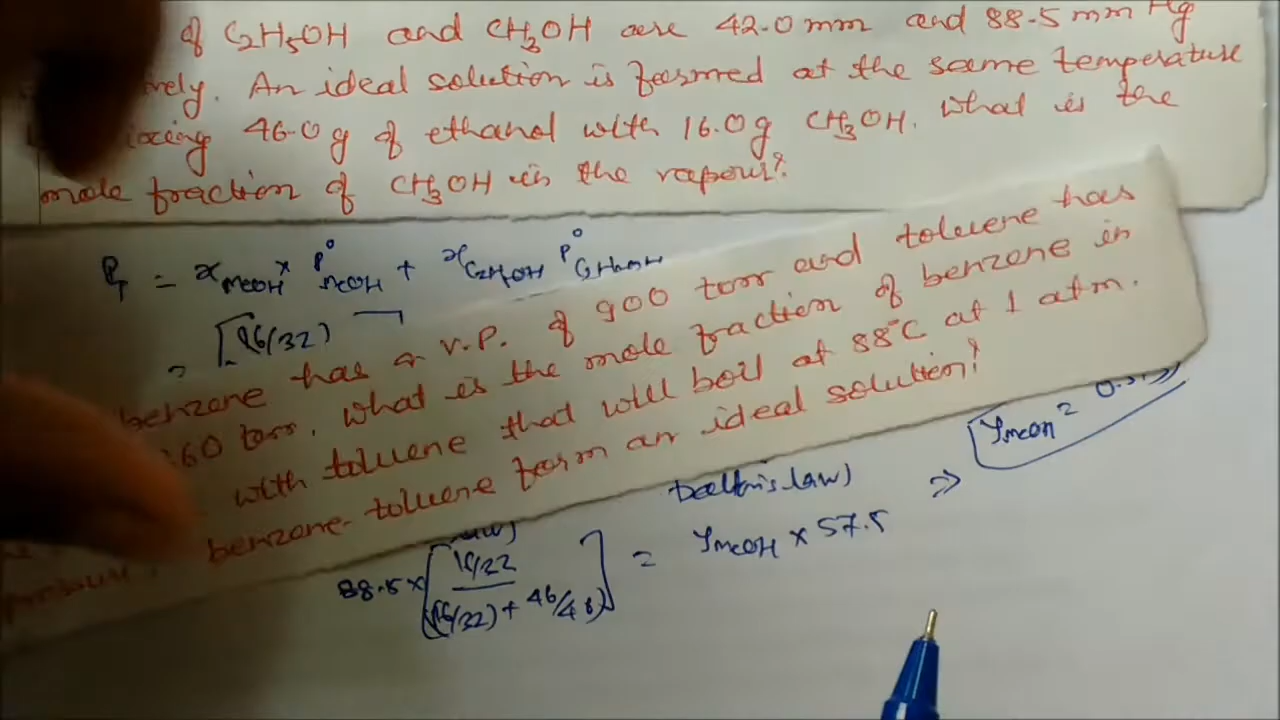 of C2H5OH and CH3OH are 42.0 mm and 88.5 mm Hg
An ideal solution is formed at the same temperature
46.0 g of ethanol with 16.0 g CH3OH. What is the
mole fraction of CH3OH in the vapour?
PT = xMeOH × P°MeOH + xC2H5OH P°
= [(16/32)
benzene has a v.p. of 900 torr and toluene has
360 torr. What is the mole fraction of benzene in
with toluene that will boil at 88°C at 1 atm.
benzene-toluene form an ideal solution?
Dalton's law)
⇒ YMeOH =
88.5 × [16/32 / (16/32) + 46/46)] = YMeOH × 57.5